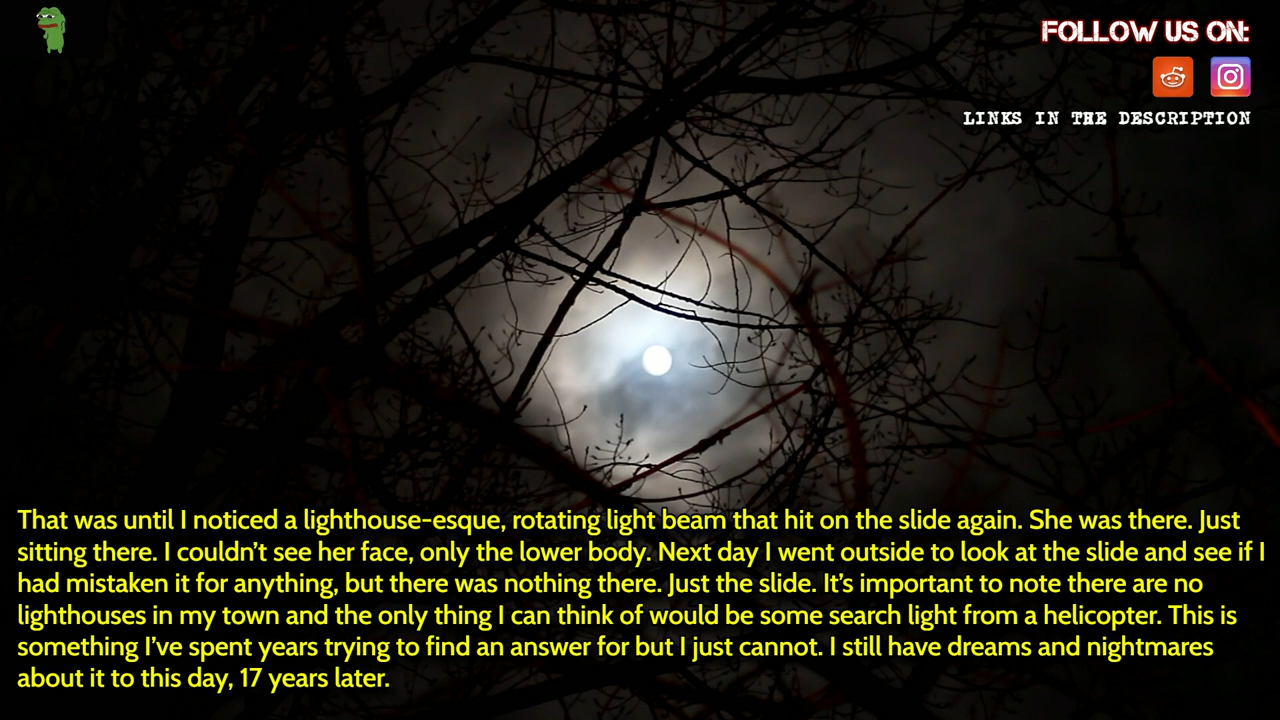 FOLLOW US ON:
LINKS IN THE DESCRIPTION
That was until I noticed a lighthouse-esque, rotating light beam that hit on the slide again. She was there. Just
sitting there. I couldn’t see her face, only the lower body. Next day I went outside to look at the slide and see if I
had mistaken it for anything, but there was nothing there. Just the slide. It’s important to note there are no
lighthouses in my town and the only thing I can think of would be some search light from a helicopter. This is
something I’ve spent years trying to find an answer for but I just cannot. I still have dreams and nightmares
about it to this day, 17 years later.